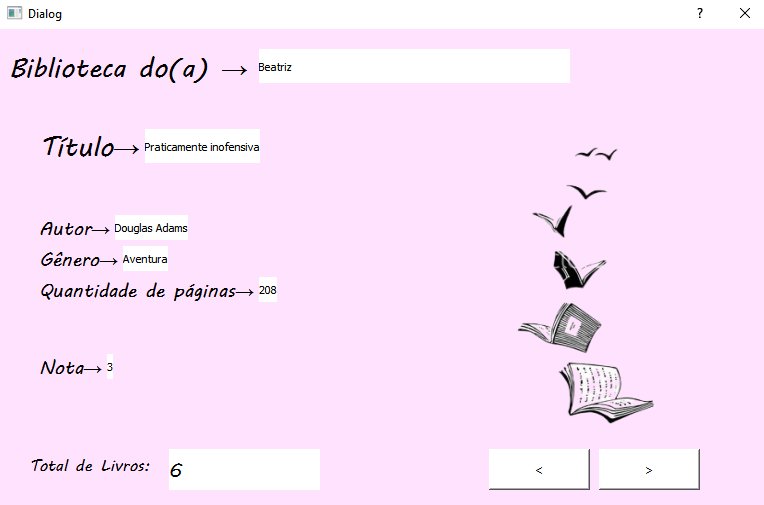 Dialog ?
Biblioteca do(a) → Beatriz
Título→ Praticamente inofensiva
Autor→ Douglas Adams
Gênero→ Aventura
Quantidade de páginas→ 208
Nota→ 3
Total de Livros: 6
< >